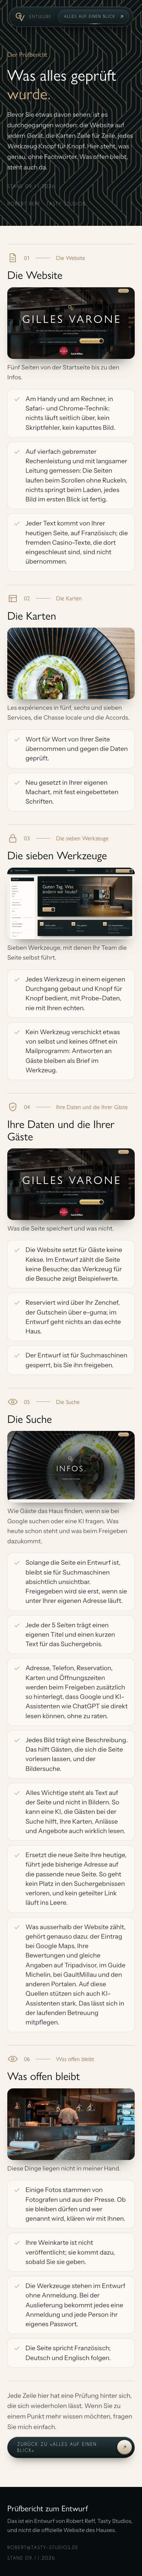 GV ENTWURF
ALLES AUF EINEN BLICK
Der Prüfbericht
Was alles geprüft
wurde.
Bevor Sie etwas davon sehen, ist es
durchgegangen worden: die Website auf
jedem Gerät, die Karten Zeile für Zeile, jedes
Werkzeug Knopf für Knopf. Hier steht, was
genau, ohne Fachwörter. Was offen bleibt,
steht auch da.
01 Die Website
Die Website
GILLES VARONE
Fünf Seiten von der Startseite bis zu den
Infos.
Am Handy und am Rechner, in
Safari- und Chrome-Technik:
nichts läuft seitlich über, kein
Skriptfehler, kein kaputtes Bild.
Auf vierfach gebremster
Rechenleistung und mit langsamer
Leitung gemessen: Die Seiten
laufen beim Scrollen ohne Ruckeln,
nichts springt beim Laden, jedes
Bild im ersten Blick ist fertig.
Jeder Text kommt von Ihrer
heutigen Seite, auf Französisch; die
fremden Casino-Texte, die dort
eingeschleust sind, sind nicht
übernommen.
02 Die Karten
Die Karten
Les expériences in fünf, sechs und sieben
Services, die Chasse locale und die Accords.
Wort für Wort von Ihrer Seite
übernommen und gegen die Daten
geprüft.
Neu gesetzt in Ihrer eigenen
Machart, mit fest eingebetteten
Schriften.
03 Die sieben Werkzeuge
Die sieben Werkzeuge
Guten Tag. Was
ändern wir heute?
Sieben Werkzeuge, mit denen Ihr Team die
Seite selbst führt.
Jedes Werkzeug in einem eigenen
Durchgang gebaut und Knopf für
Knopf bedient, mit Probe-Daten,
nie mit Ihren echten.
Kein Werkzeug verschickt etwas
von selbst und keines öffnet ein
Mailprogramm: Antworten an
Gäste bleiben als Brief im
Werkzeug.
04 Ihre Daten und die Ihrer Gäste
Ihre Daten und die Ihrer
Gäste
GILLES VARONE
Was die Seite speichert und was nicht.
Die Website setzt für Gäste keine
Kekse. Im Entwurf zählt die Seite
keine Besuche; das Werkzeug für
die Besuche zeigt Beispielwerte.
Reserviert wird über Ihr Zenchef,
der Gutschein über e-guma; im
Entwurf geht nichts an das echte
Haus.
Der Entwurf ist für Suchmaschinen
gesperrt, bis Sie ihn freigeben.
05 Die Suche
Die Suche
INFOS.
Wie Gäste das Haus finden, wenn sie bei
Google suchen oder eine KI fragen. Was
heute schon steht und was beim Freigeben
dazukommt.
Solange die Seite ein Entwurf ist,
bleibt sie für Suchmaschinen
absichtlich unsichtbar.
Freigegeben wird sie erst, wenn sie
unter Ihrer eigenen Adresse läuft.
Jede der 5 Seiten trägt einen
eigenen Titel und einen kurzen
Text für das Suchergebnis.
Adresse, Telefon, Reservation,
Karten und Öffnungszeiten
werden beim Freigeben zusätzlich
so hinterlegt, dass Google und KI-
Assistenten wie ChatGPT sie direkt
lesen können, ohne zu raten.
Jedes Bild trägt eine Beschreibung.
Das hilft Gästen, die sich die Seite
vorlesen lassen, und der
Bildersuche.
Alles Wichtige steht als Text auf
der Seite und nicht in Bildern. So
kann eine KI, die Gästen bei der
Suche hilft, Ihre Karten, Anlässe
und Angebote auch wirklich lesen.
Ersetzt die neue Seite Ihre heutige,
führt jede bisherige Adresse auf
die passende neue Seite. So geht
kein Platz in den Suchergebnissen
verloren, und kein geteilter Link
läuft ins Leere.
Was ausserhalb der Website zählt,
gehört genauso dazu: der Eintrag
bei Google Maps, Ihre
Bewertungen und gleiche
Angaben auf Tripadvisor, im Guide
Michelin, bei GaultMillau und den
anderen Portalen. Auf diese
Quellen stützen sich auch KI-
Assistenten stark. Das lässt sich in
der laufenden Betreuung
mitpflegen.
06 Was offen bleibt
Was offen bleibt
Diese Dinge liegen nicht in meiner Hand.
Einige Fotos stammen von
Fotografen und aus der Presse. Ob
sie bleiben dürfen und wer
genannt wird, klären wir mit Ihnen.
Ihre Weinkarte ist nicht
veröffentlicht; sie kommt dazu,
sobald Sie sie geben.
Die Werkzeuge stehen im Entwurf
ohne Anmeldung. Bei der
Auslieferung bekommt jedes eine
Anmeldung und jede Person ihr
eigenes Passwort.
Die Seite spricht Französisch;
Deutsch und Englisch folgen.
Jede Zeile hier hat eine Prüfung hinter sich,
die sich wiederholen lässt. Wenn Sie zu
einem Punkt mehr wissen möchten, fragen
Sie mich einfach.
ZURÜCK ZU «ALLES AUF EINEN
BLICK»
Prüfbericht zum Entwurf
Das ist ein Entwurf von Robert Reff, Tasty Studios,
und nicht die offizielle Website des Hauses.
ROBERT@TASTY-STUDIOS.DE